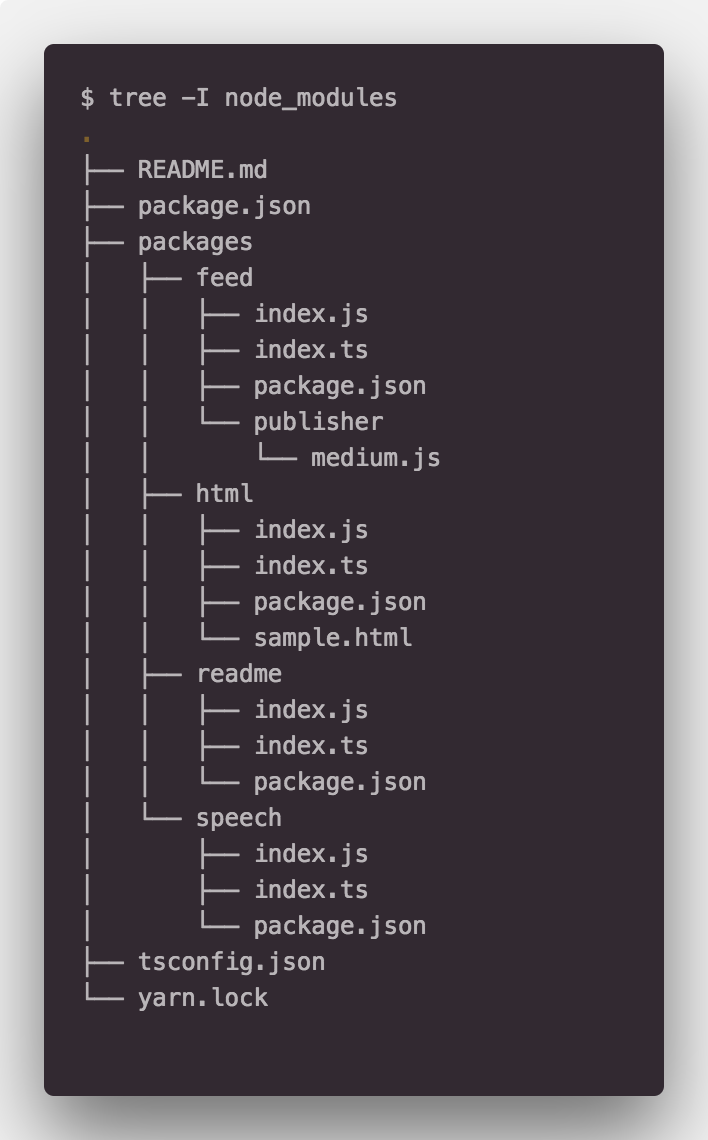 $ tree -I node_modules
.
├── README.md
├── package.json
├── packages
│   ├── feed
│   │   ├── index.js
│   │   ├── index.ts
│   │   ├── package.json
│   │   └── publisher
│   │       └── medium.js
│   ├── html
│   │   ├── index.js
│   │   ├── index.ts
│   │   ├── package.json
│   │   └── sample.html
│   ├── readme
│   │   ├── index.js
│   │   ├── index.ts
│   │   └── package.json
│   └── speech
│       ├── index.js
│       ├── index.ts
│       └── package.json
├── tsconfig.json
└── yarn.lock